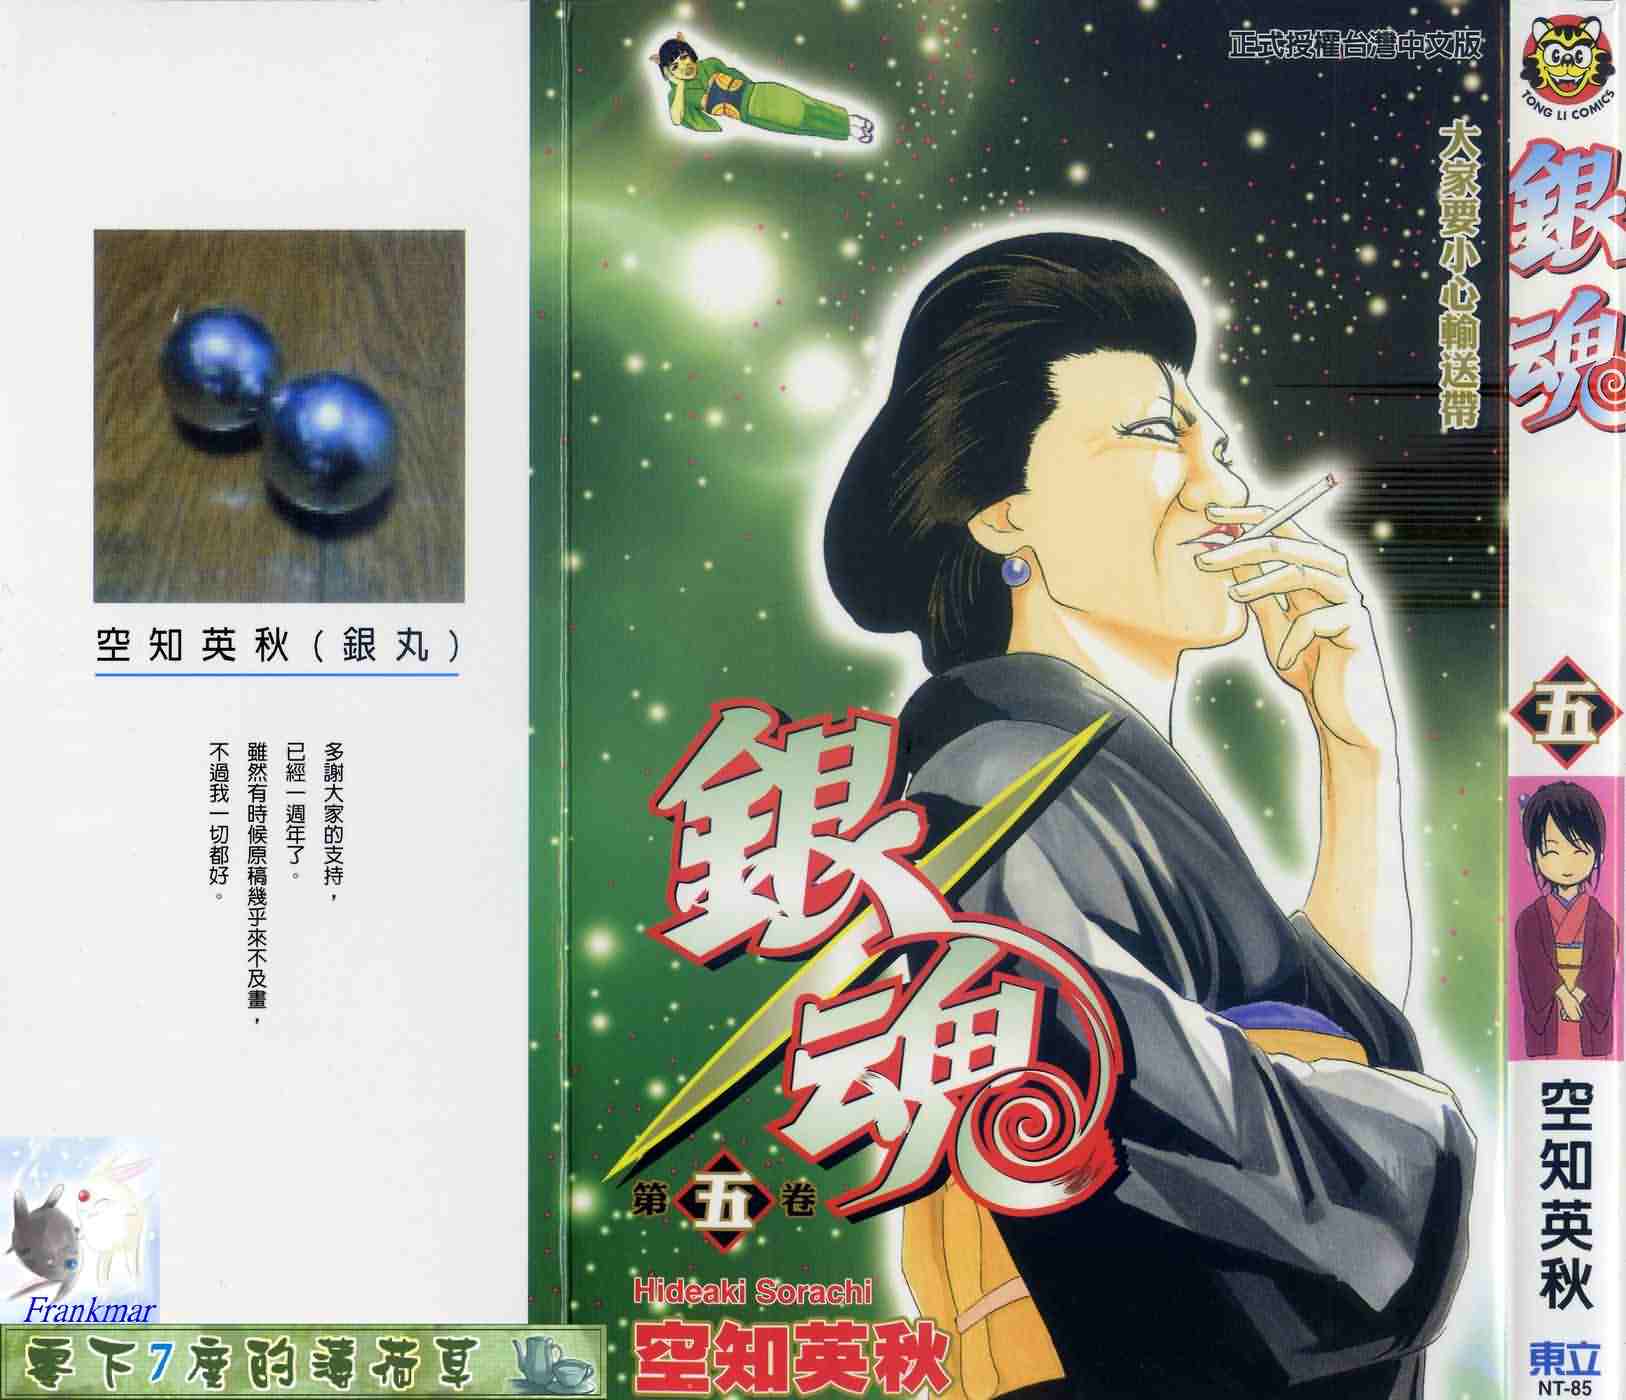 空知英秋(銀丸)
多謝大家的支持，
已經一週年了。
雖然有時候原稿幾乎來不及畫，
不過我一切都好。
Frankmar
零下7度的薄荷草
正式授權台灣中文版
大家要小心輸送帶
銀魂
第五卷
Hideaki Sorachi
空知英秋
TONG LI COMICS
銀魂
五
空知英秋
東立
NT-85